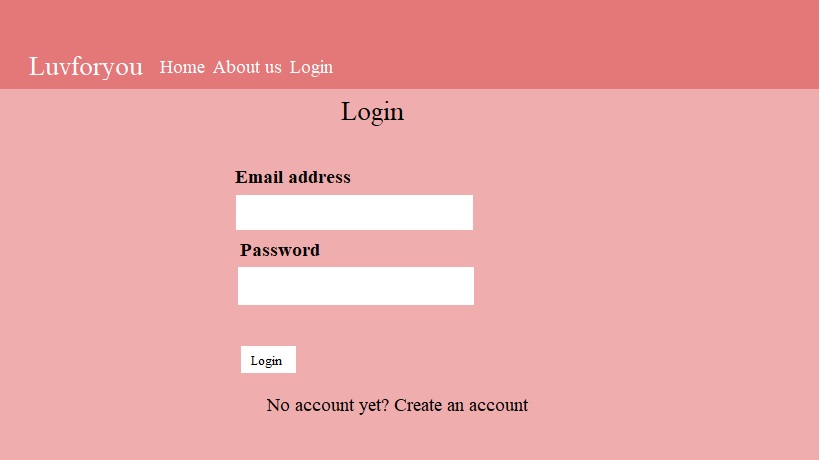 Luvforyou Home About us Login
Login
Email address
Password
Login
No account yet? Create an account